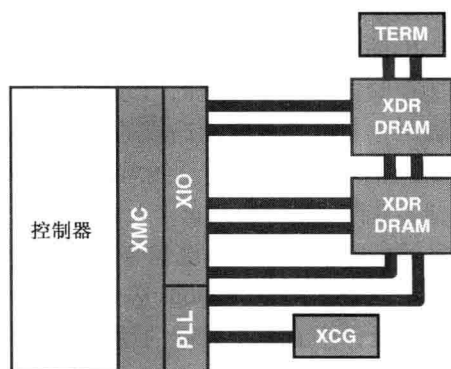 TERM
XDR
DRAM
XDR
DRAM
控制器
XMC
XIO
PLL
XCG